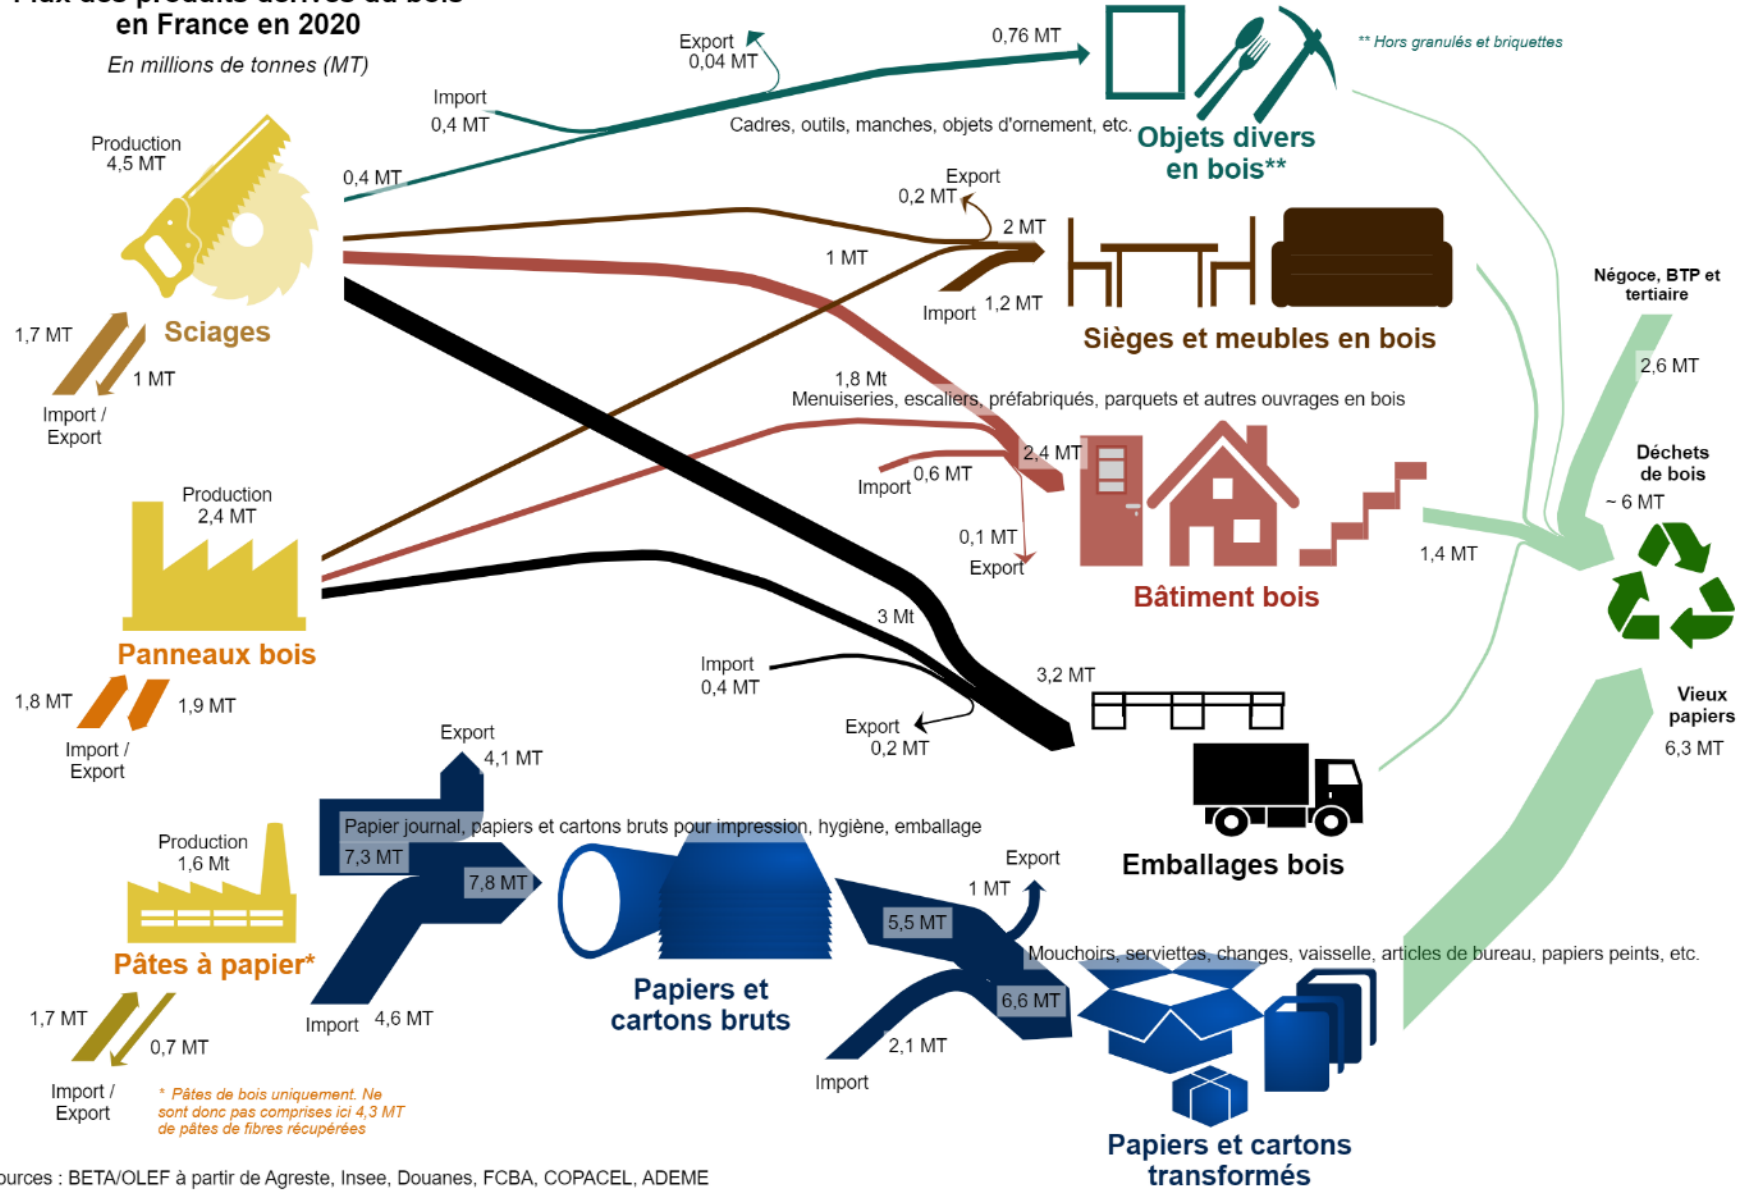 en France en 2020
En millions de tonnes (MT)
Export
0,04 MT
0,76 MT
** Hors granulés et briquettes
Import
0,4 MT
Cadres, outils, manches, objets d'ornement, etc.
Objets divers
en bois**
Production
4,5 MT
0,4 MT
Export
0,2 MT
2 MT
1 MT
Import
1,2 MT
Sièges et meubles en bois
Négoce, BTP et
tertiaire
2,6 MT
1,7 MT
Sciages
1 MT
Import /
Export
1,8 Mt
Menuiseries, escaliers, préfabriqués, parquets et autres ouvrages en bois
2,4 MT
0,6 MT
Import
0,1 MT
Export
Bâtiment bois
1,4 MT
Déchets
de bois
~ 6 MT
Production
2,4 MT
Panneaux bois
1,8 MT
1,9 MT
Import /
Export
3 Mt
Import
0,4 MT
3,2 MT
Export
0,2 MT
Emballages bois
Vieux
papiers
6,3 MT
Export
4,1 MT
Papier journal, papiers et cartons bruts pour impression, hygiène, emballage
7,3 MT
7,8 MT
Production
1,6 Mt
Pâtes à papier*
1,7 MT
0,7 MT
Import /
Export
Import
4,6 MT
Papiers et
cartons bruts
Export
1 MT
5,5 MT
Mouchoirs, serviettes, changes, vaisselle, articles de bureau, papiers peints, etc.
6,6 MT
2,1 MT
Import
* Pâtes de bois uniquement. Ne
sont donc pas comprises ici 4,3 MT
de pâtes de fibres récupérées
Papiers et cartons
transformés
ources : BETA/OLEF à partir de Agreste, Insee, Douanes, FCBA, COPACEL, ADEME